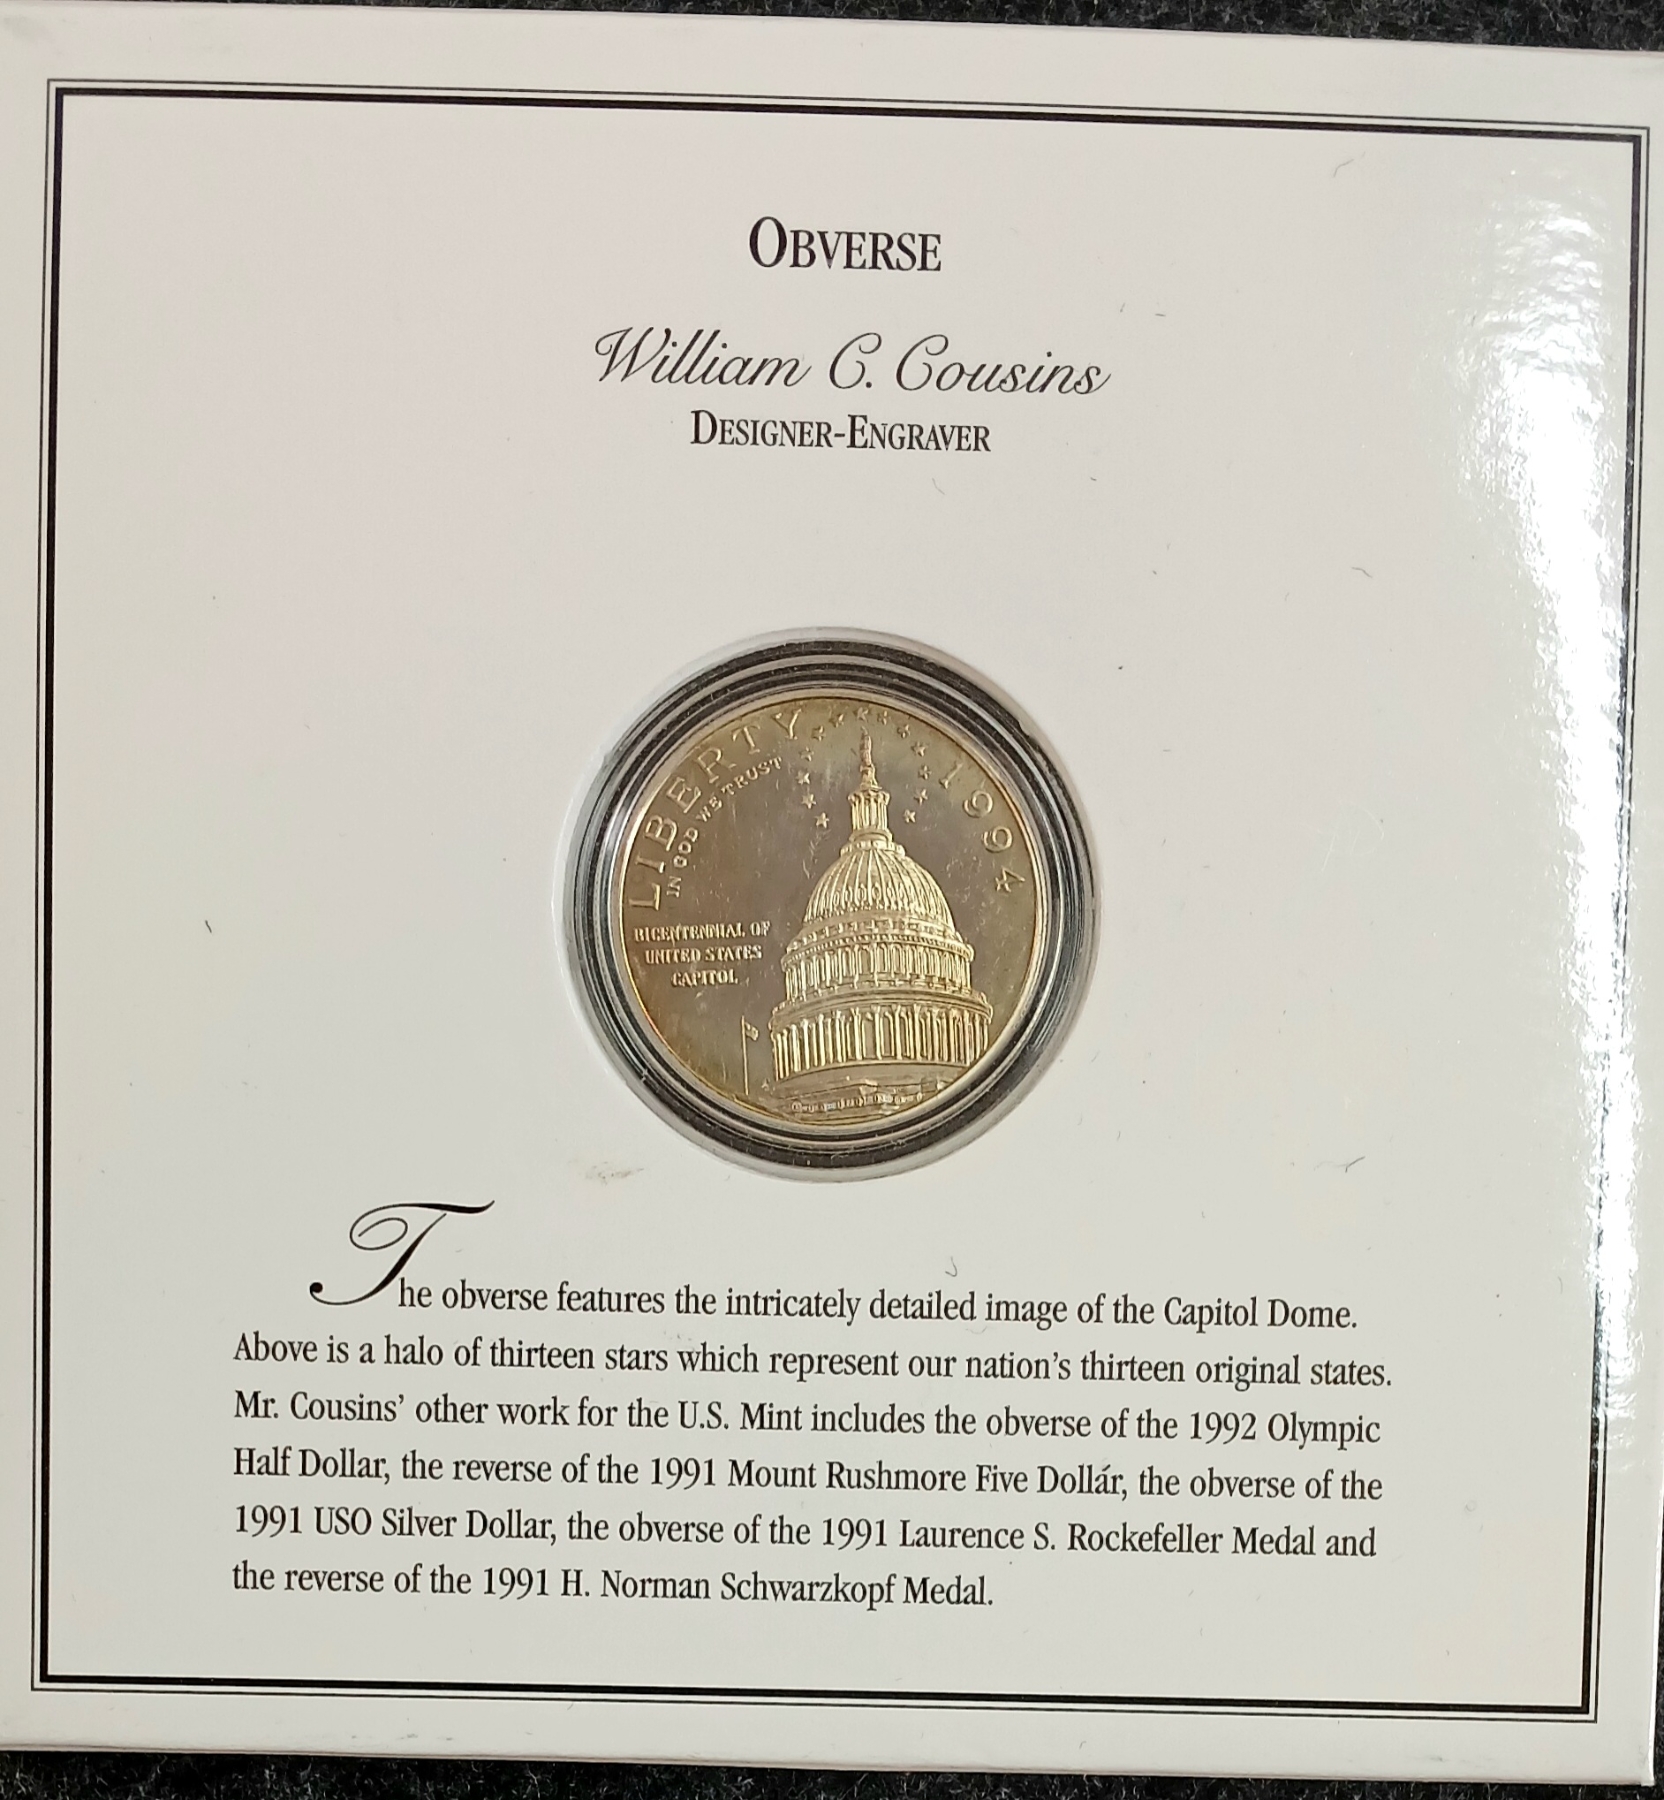 OBVERSE
William C. Cousins
DESIGNER-ENGRAVER
LIBERTY
IN GOD WE TRUST
1994
BICENTENNIAL OF
UNITED STATES
CAPITOL
The obverse features the intricately detailed image of the Capitol Dome.
Above is a halo of thirteen stars which represent our nation's thirteen original states.
Mr. Cousins' other work for the U.S. Mint includes the obverse of the 1992 Olympic
Half Dollar, the reverse of the 1991 Mount Rushmore Five Dollar, the obverse of the
1991 USO Silver Dollar, the obverse of the 1991 Laurence S. Rockefeller Medal and
the reverse of the 1991 H. Norman Schwarzkopf Medal.